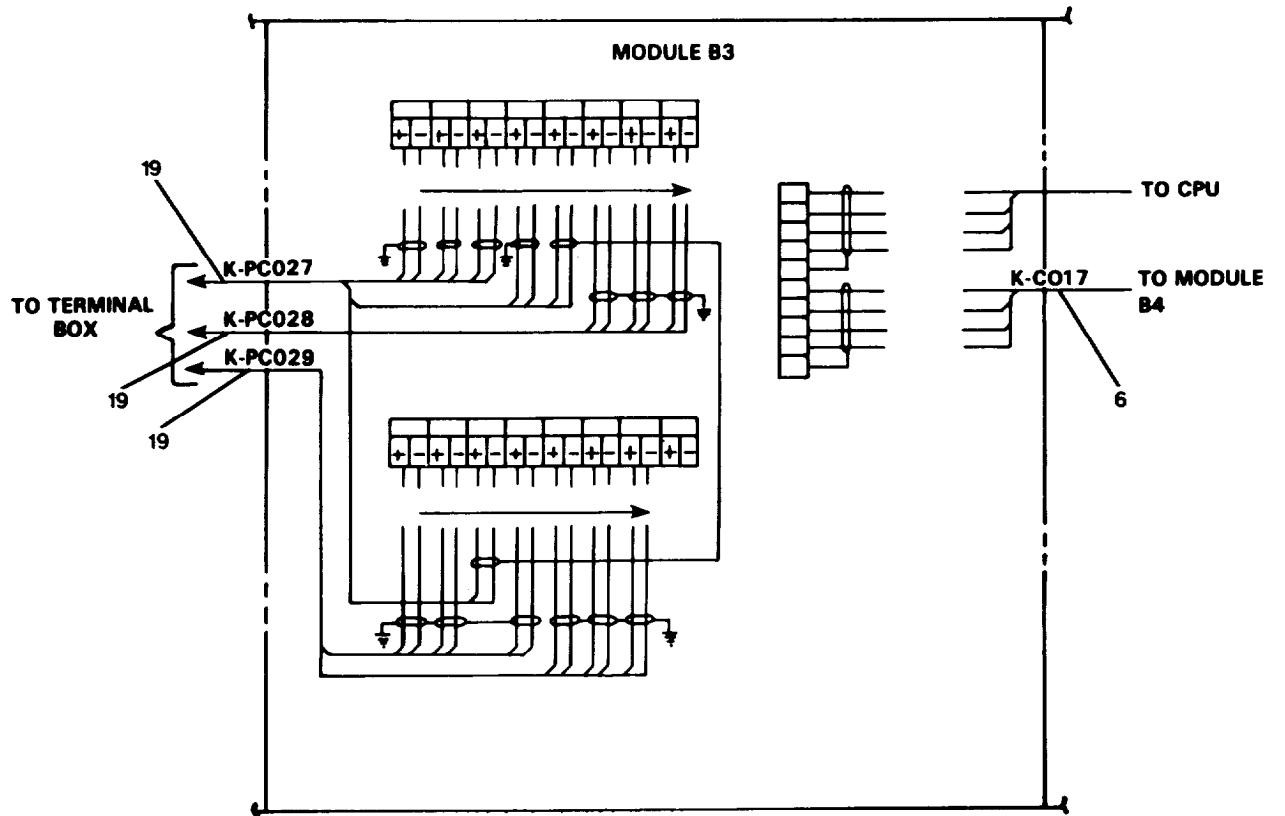 MODULE B3
+ - + - + - + - + - + - + - + -
19
TO CPU
K-PC027
K-CO17
TO MODULE
B4
TO TERMINAL
BOX
K-PC028
K-PC029
19
19
6
+ - + - + - + - + - + - + - + -